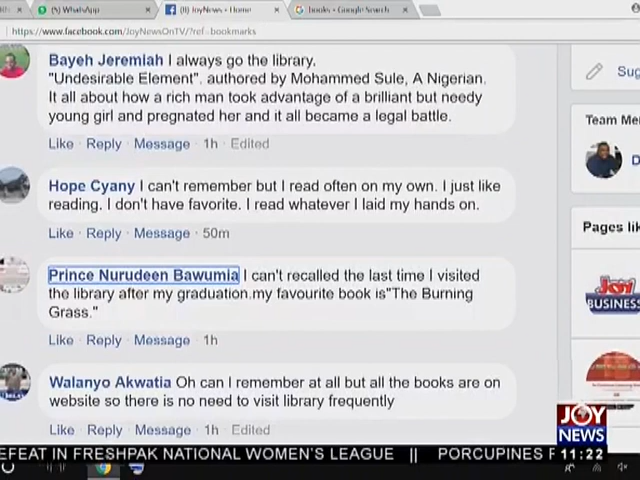 WhatsApp
JoyNews - Home
books - Google Search
https://www.facebook.com/JoyNewsOnTV/?ref=bookmarks
Bayeh Jeremiah I always go the library.
"Undesirable Element". authored by Mohammed Sule, A Nigerian.
It all about how a rich man took advantage of a brilliant but needy
young girl and pregnated her and it all became a legal battle.
Like · Reply · Message · 1h · Edited
Hope Cyany I can't remember but I read often on my own. I just like
reading. I don't have favorite. I read whatever I laid my hands on.
Like · Reply · Message · 50m
Prince Nurudeen Bawumia I can't recalled the last time I visited
the library after my graduation.my favourite book is"The Burning
Grass."
Like · Reply · Message · 1h
Walanyo Akwatia Oh can I remember at all but all the books are on
website so there is no need to visit library frequently
Like · Reply · Message · 1h · Edited
Sug
Team Me
D
Pages lik
Joy
BUSINES
JOY
NEWS
11:22
EFEAT IN FRESHPAK NATIONAL WOMEN'S LEAGUE || PORCUPINES F